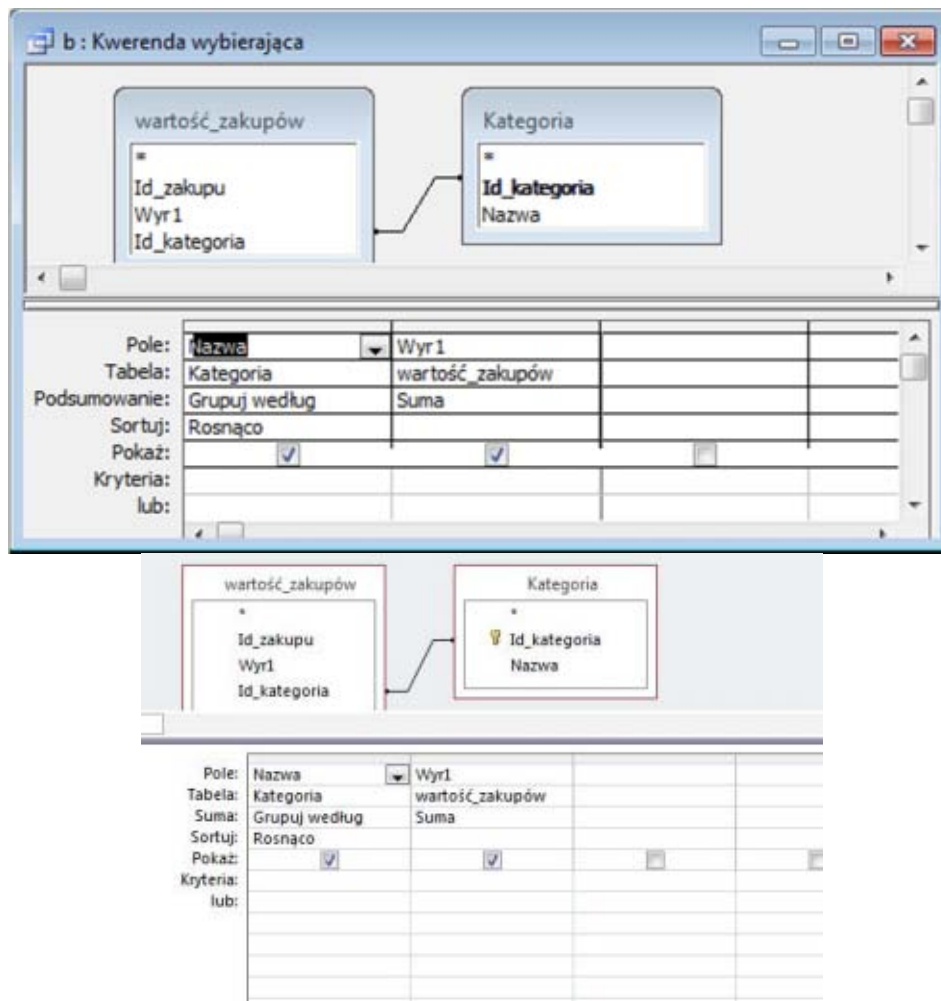 b : Kwerenda wybierająca
wartość_zakupów
*
Id_zakupu
Wyr1
Id_kategoria
Kategoria
*
Id_kategoria
Nazwa
Pole: Nazwa Wyr1
Tabela: Kategoria wartość_zakupów
Podsumowanie: Grupuj według Suma
Sortuj: Rosnąco
Pokaż:
Kryteria:
lub:
wartość_zakupów
*
Id_zakupu
Wyr1
Id_kategoria
Kategoria
*
Id_kategoria
Nazwa
Pole: Nazwa Wyr1
Tabela: Kategoria wartość_zakupów
Suma: Grupuj według Suma
Sortuj: Rosnąco
Pokaż:
Kryteria:
lub: